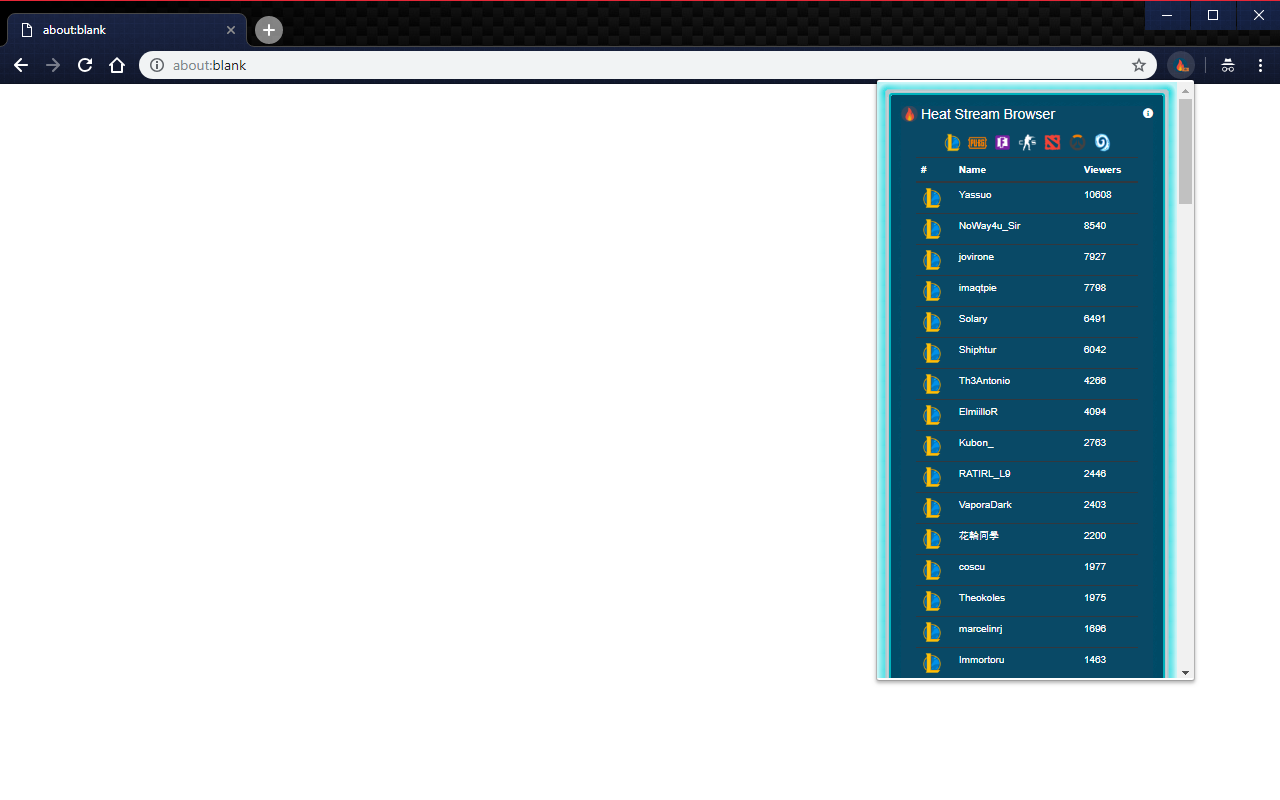 about:blank
about:blank
Heat Stream Browser
PUBG F CS
# Name Viewers
Yassuo 10608
NoWay4u_Sir 8540
jovirone 7927
imaqtpie 7798
Solary 6491
Shiphtur 6042
Th3Antonio 4266
ElmiilloR 4094
Kubon_ 2763
RATIRL_L9 2446
VaporaDark 2403
花輪同學 2200
coscu 1977
Theokoles 1975
marcelinrj 1696
Immortoru 1463